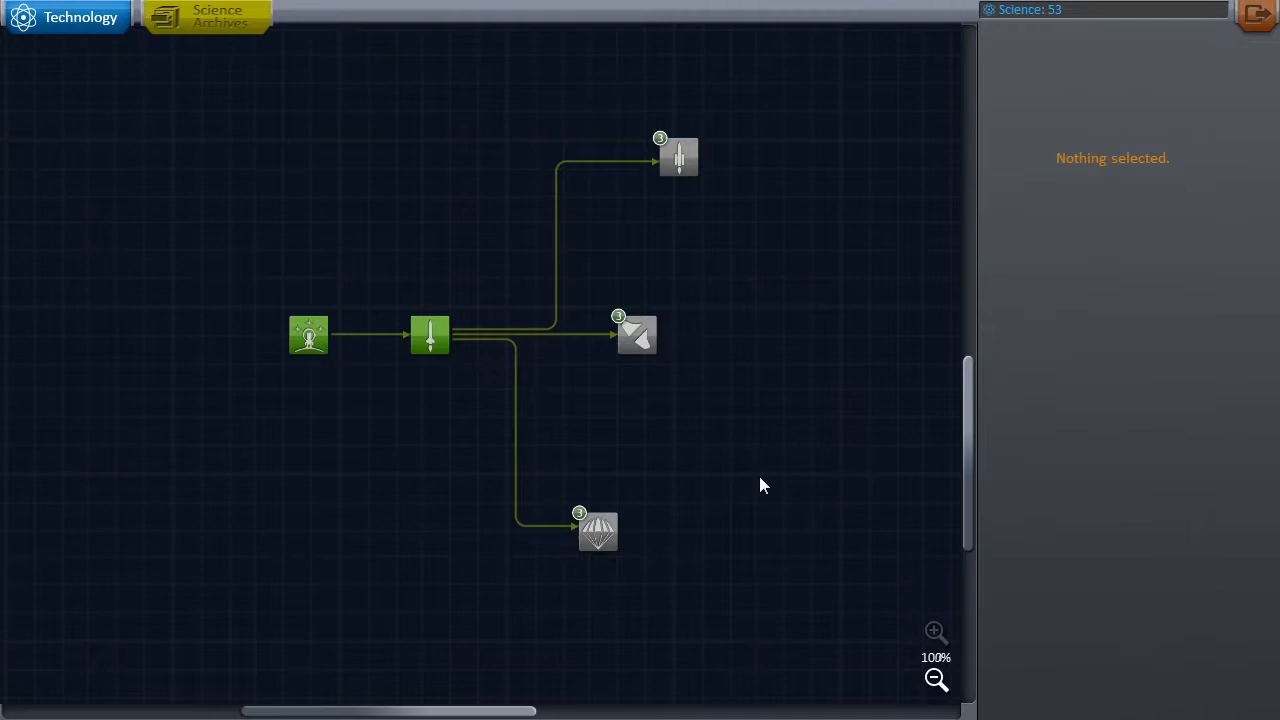 Technology
Science
Archives
Science: 53
3
Nothing selected.
3
3
100%